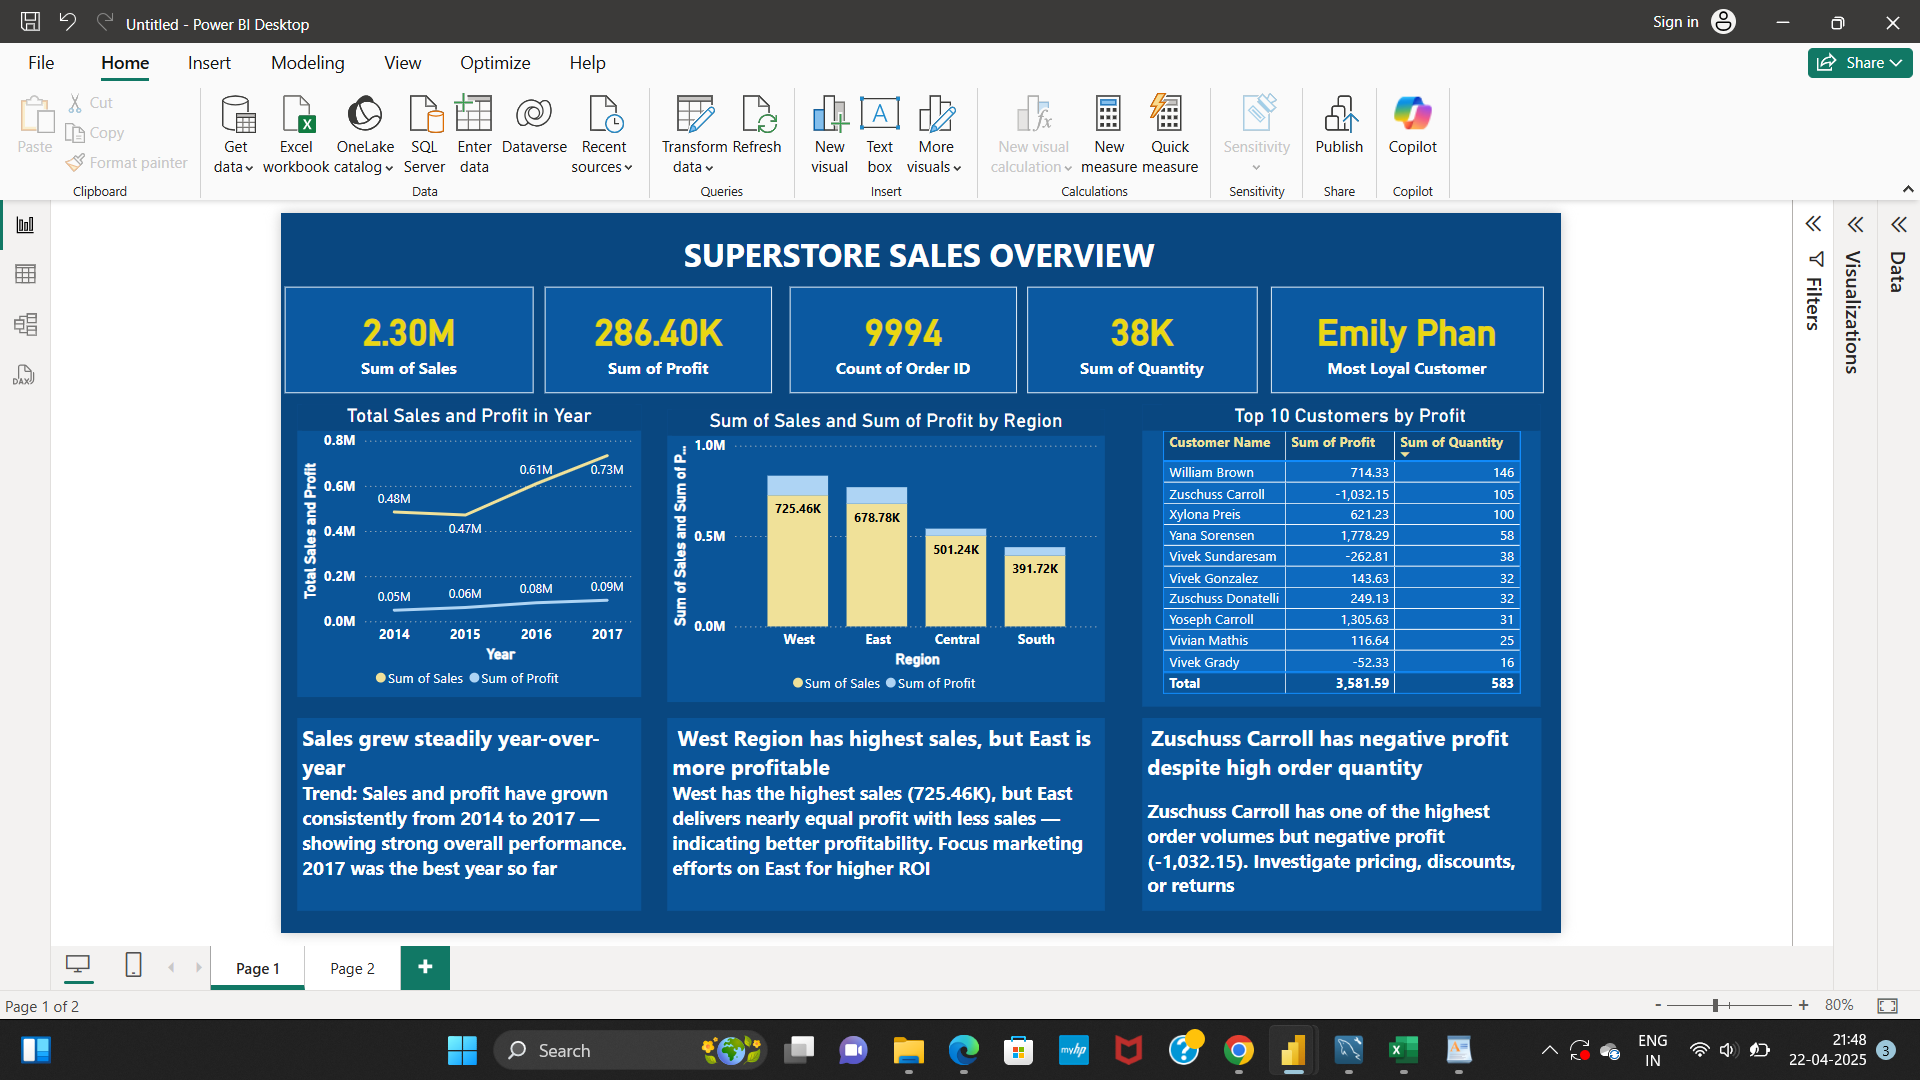 Untitled - Power BI Desktop
Sign in
File Home Insert Modeling View Optimize Help
Share
Paste
Cut
Copy
Format painter
Clipboard
Get data
Excel workbook
OneLake catalog
SQL Server
Enter data
Dataverse
Recent sources
Data
Transform data
Refresh
Queries
New visual
Text box
More visuals
Insert
New visual calculation
New measure
Quick measure
Calculations
Sensitivity
Sensitivity
Publish
Share
Copilot
Copilot
SUPERSTORE SALES OVERVIEW
2.30M
Sum of Sales
286.40K
Sum of Profit
9994
Count of Order ID
38K
Sum of Quantity
Emily Phan
Most Loyal Customer
Total Sales and Profit in Year
Total Sales and Profit
0.8M
0.6M
0.4M
0.2M
0.0M
0.48M
0.47M
0.61M
0.73M
0.05M
0.06M
0.08M
0.09M
2014 2015 2016 2017
Year
Sum of Sales Sum of Profit
Sum of Sales and Sum of Profit by Region
Sum of Sales and Sum of P...
1.0M
0.5M
0.0M
725.46K
678.78K
501.24K
391.72K
West East Central South
Region
Sum of Sales Sum of Profit
Top 10 Customers by Profit
Customer Name Sum of Profit Sum of Quantity
William Brown 714.33 146
Zuschuss Carroll -1,032.15 105
Xylona Preis 621.23 100
Yana Sorensen 1,778.29 58
Vivek Sundaresam -262.81 38
Vivek Gonzalez 143.63 32
Zuschuss Donatelli 249.13 32
Yoseph Carroll 1,305.63 31
Vivian Mathis 116.64 25
Vivek Grady -52.33 16
Total 3,581.59 583
Sales grew steadily year-over-
year
Trend: Sales and profit have grown
consistently from 2014 to 2017 —
showing strong overall performance.
2017 was the best year so far
West Region has highest sales, but East is
more profitable
West has the highest sales (725.46K), but East
delivers nearly equal profit with less sales —
indicating better profitability. Focus marketing
efforts on East for higher ROI
Zuschuss Carroll has negative profit
despite high order quantity
Zuschuss Carroll has one of the highest
order volumes but negative profit
(-1,032.15). Investigate pricing, discounts,
or returns
Filters
Visualizations
Data
DAX
Page 1
Page 2
+
Page 1 of 2
- + 80%
Search
myhp
ENG
IN
21:48
22-04-2025
3